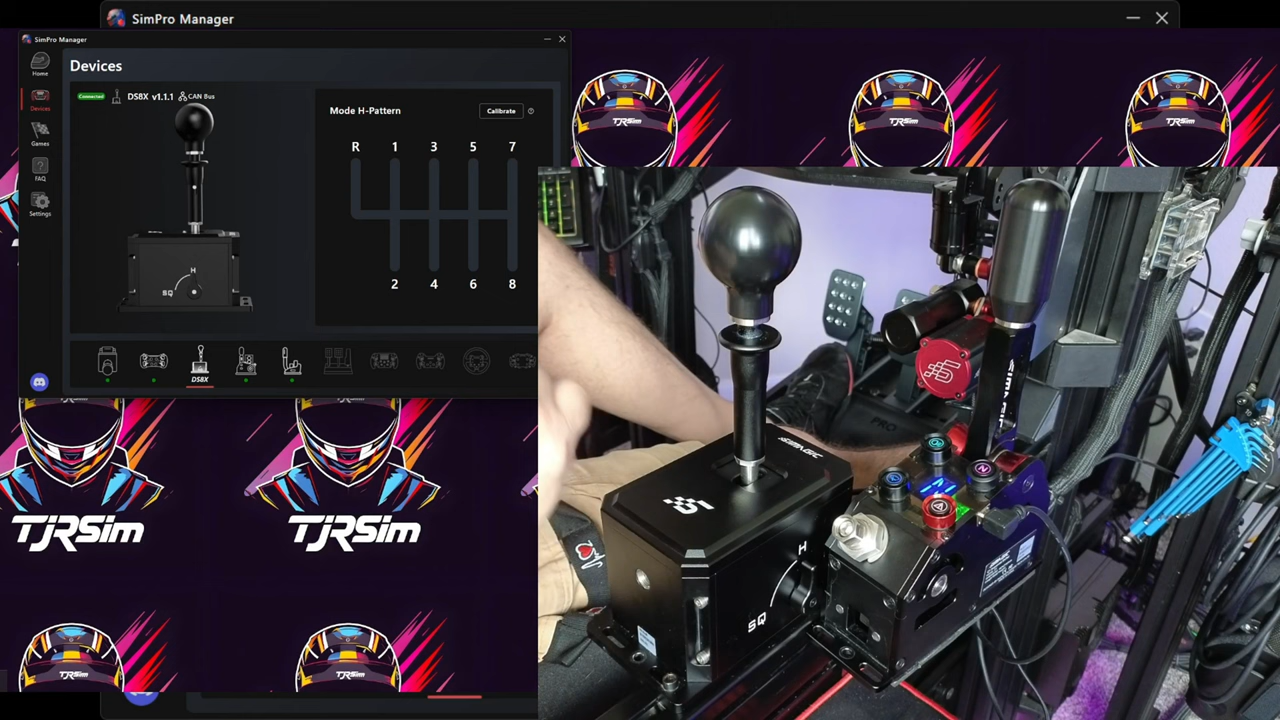 SimPro Manager
SimPro Manager
Home
Devices
Games
FAQ
Settings
Devices
Connected
DS8X v1.1.1
CAN Bus
H
SQ
Mode H-Pattern
Calibrate
R 1 3 5 7
2 4 6 8
DS8X
TJRSim
TJRSim
TJRSim
TJRSim
TJRSim
TJRSim
TJRSim
SIMAGIC
H
SQ
PRO
N